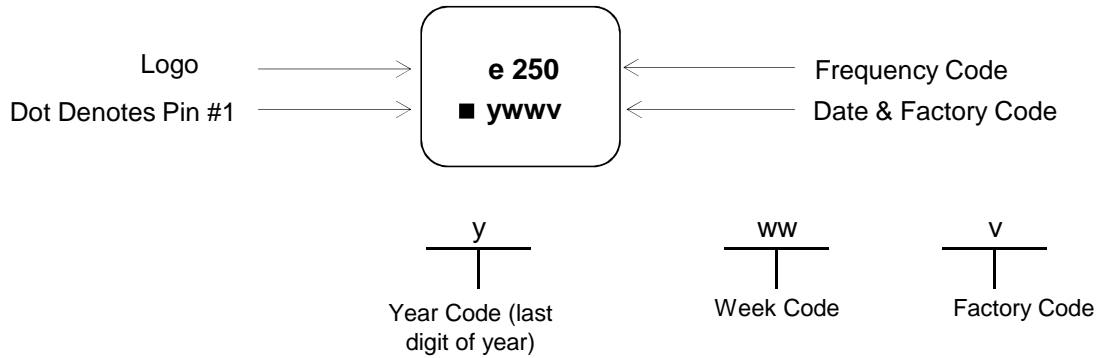 Logo
e 250
Frequency Code
Dot Denotes Pin #1
■ ywwv
Date & Factory Code
y
ww
v
Year Code (last
digit of year)
Week Code
Factory Code